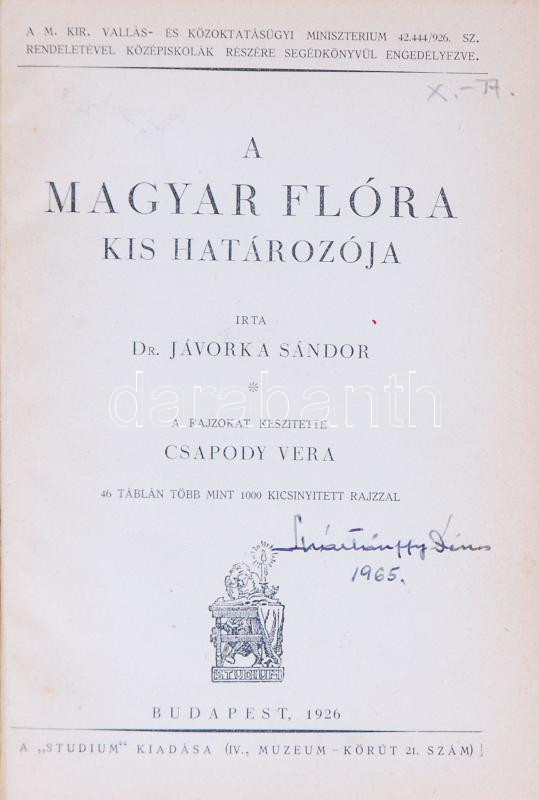 A M. KIR. VALLÁS- ÉS KÖZOKTATÁSÜGYI MINISZTERIUM 42.444/926. SZ.
RENDELETÉVEL KÖZÉPISKOLÁK RÉSZÉRE SEGÉDKÖNYVÜL ENGEDÉLYEZVE.
X.-77.
A
MAGYAR FLÓRA
KIS HATÁROZÓJA
IRTA
DR. JÁVORKA SÁNDOR
*
darabanth
A RAJZOKAT KÉSZITETTE
CSAPODY VERA
46 TÁBLÁN TÖBB MINT 1000 KICSINYITETT RAJZZAL
1965.
STUDIUM
BUDAPEST, 1926
A „STUDIUM" KIADÁSA (IV., MUZEUM-KÖRÚT 21. SZÁM)